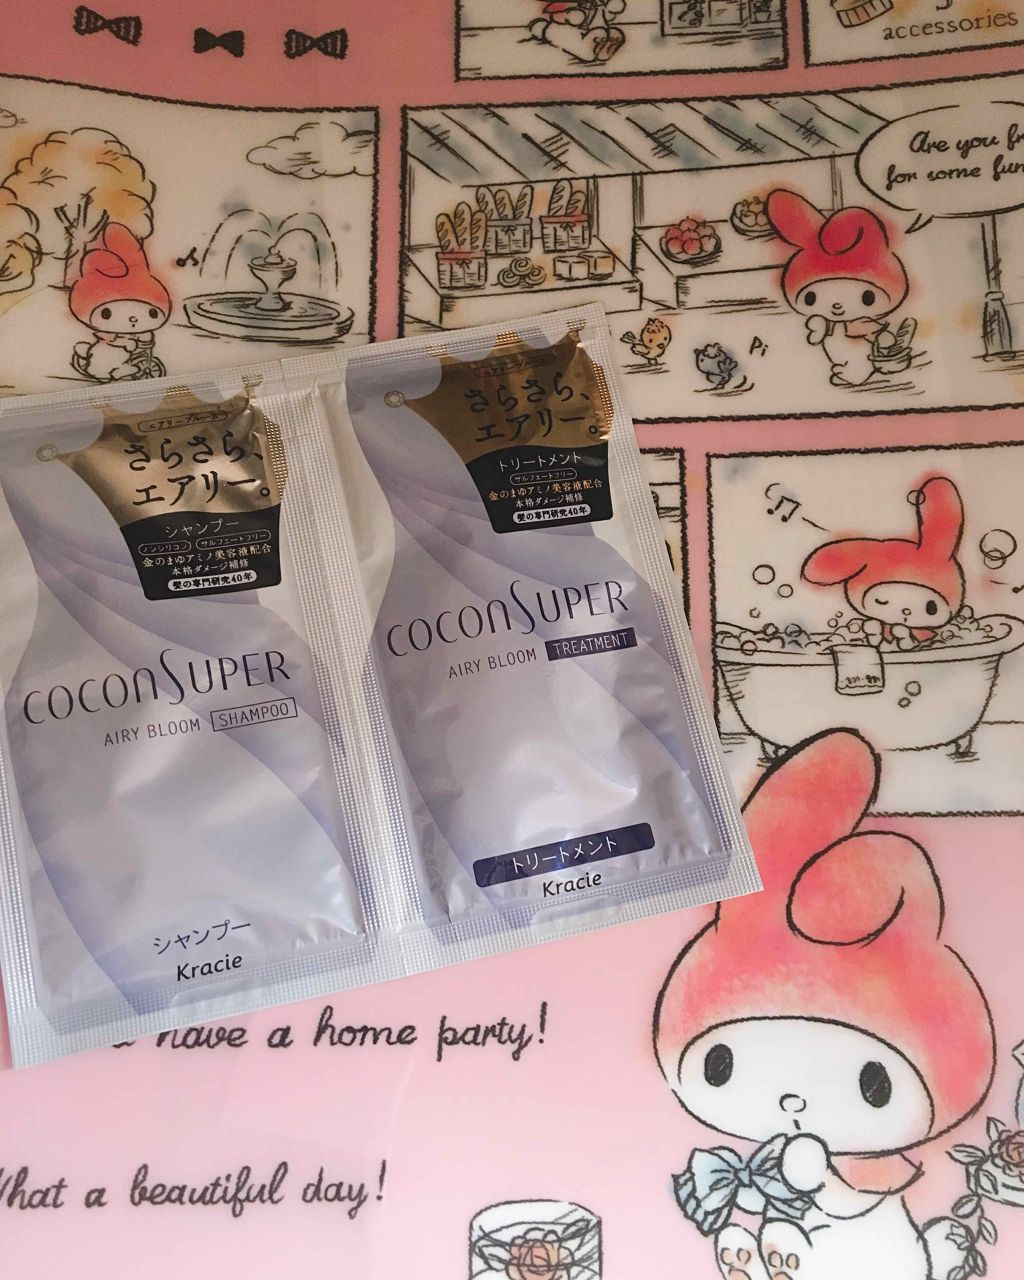 accessories
Are you
for some fun
Pi
エアリーブルーム
さらさら、
エアリー。
シャンプー
ノンシリコン サルフェートフリー
金のまゆアミノ美容液配合
本格ダメージ補修
髪の専門研究40年
COCONSUPER
AIRY BLOOM SHAMPOO
シャンプー
Kracie
エアリーブルーム
さらさら、
エアリー。
トリートメント
サルフェートフリー
金のまゆアミノ美容液配合
本格ダメージ補修
髪の専門研究40年
COCONSUPER
AIRY BLOOM TREATMENT
トリートメント
Kracie
have a home party!
What a beautiful day!